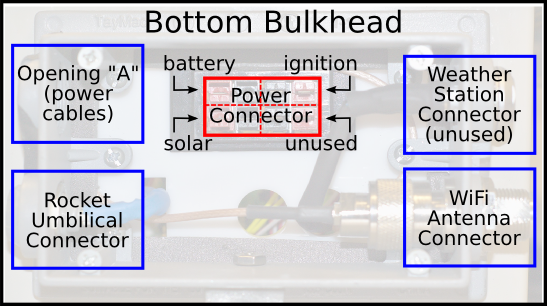 Bottom Bulkhead
Opening "A"
(power
cables)
battery
ignition
Power
Connector
solar
unused
Weather
Station
Connector
(unused)
Rocket
Umbilical
Connector
WiFi
Antenna
Connector